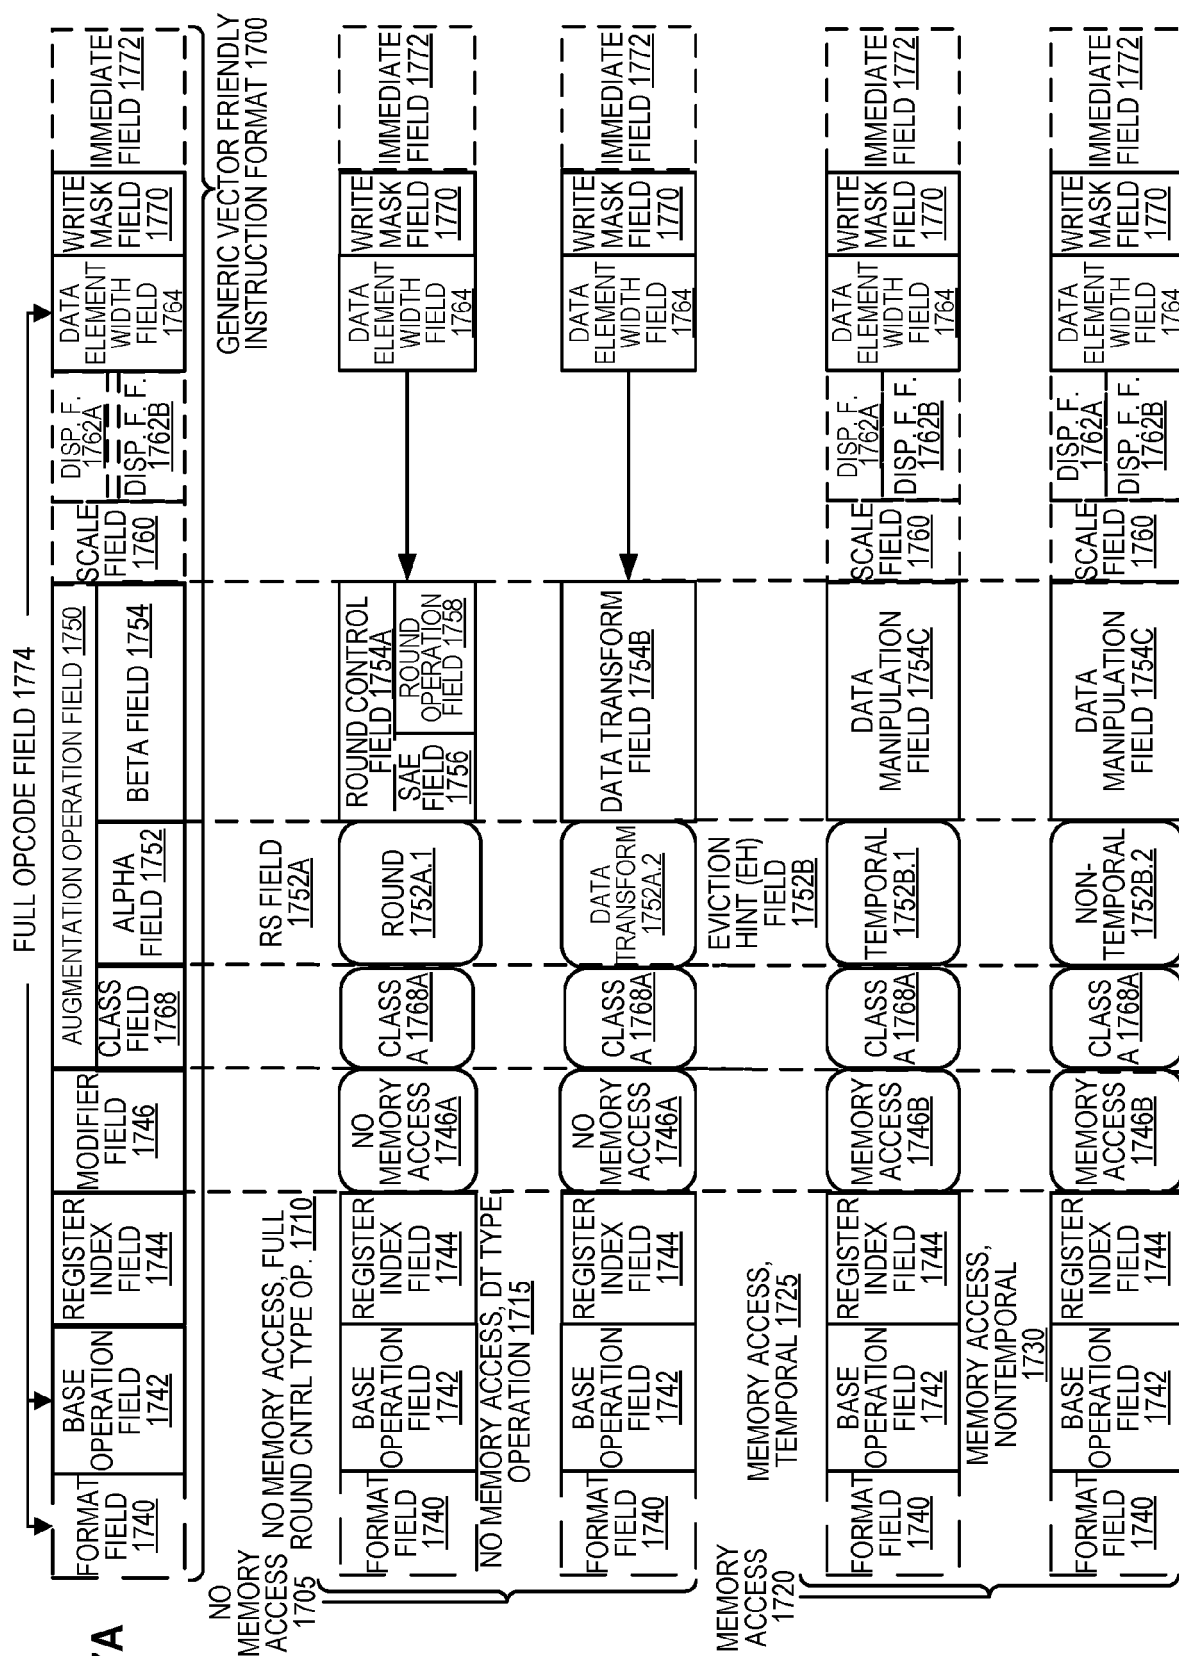 FULL OPCODE FIELD 1774
FORMAT
FIELD
1740
BASE
OPERATION
FIELD
1742
REGISTER
INDEX
FIELD
1744
MODIFIER
FIELD
1746
AUGMENTATION OPERATION FIELD 1750
CLASS
FIELD
1768
ALPHA
FIELD 1752
BETA FIELD 1754
SCALE
FIELD
1760
DISP. F.
1762A
DISP. F. F.
1762B
DATA
ELEMENT
WIDTH
FIELD
1764
WRITE
MASK
FIELD
1770
IMMEDIATE
FIELD 1772
GENERIC VECTOR FRIENDLY
INSTRUCTION FORMAT 1700
NO
MEMORY
ACCESS
1705
NO MEMORY ACCESS, FULL
ROUND CNTRL TYPE OP. 1710
RS FIELD
1752A
FORMAT
FIELD
1740
BASE
OPERATION
FIELD
1742
REGISTER
INDEX
FIELD
1744
NO
MEMORY
ACCESS
1746A
CLASS
A 1768A
ROUND
1752A.1
ROUND CONTROL
FIELD 1754A
SAE
FIELD
1756
ROUND
OPERATION
FIELD 1758
DATA
ELEMENT
WIDTH
FIELD
1764
WRITE
MASK
FIELD
1770
IMMEDIATE
FIELD 1772
NO MEMORY ACCESS, DT TYPE
OPERATION 1715
FORMAT
FIELD
1740
BASE
OPERATION
FIELD
1742
REGISTER
INDEX
FIELD
1744
NO
MEMORY
ACCESS
1746A
CLASS
A 1768A
DATA
TRANSFORM
1752A.2
DATA TRANSFORM
FIELD 1754B
DATA
ELEMENT
WIDTH
FIELD
1764
WRITE
MASK
FIELD
1770
IMMEDIATE
FIELD 1772
MEMORY
ACCESS
1720
MEMORY ACCESS,
TEMPORAL 1725
EVICTION
HINT (EH)
FIELD
1752B
FORMAT
FIELD
1740
BASE
OPERATION
FIELD
1742
REGISTER
INDEX
FIELD
1744
MEMORY
ACCESS
1746B
CLASS
A 1768A
TEMPORAL
1752B.1
DATA
MANIPULATION
FIELD 1754C
SCALE
FIELD
1760
DISP. F.
1762A
DISP. F. F.
1762B
DATA
ELEMENT
WIDTH
FIELD
1764
WRITE
MASK
FIELD
1770
IMMEDIATE
FIELD 1772
MEMORY ACCESS,
NONTEMPORAL
1730
FORMAT
FIELD
1740
BASE
OPERATION
FIELD
1742
REGISTER
INDEX
FIELD
1744
MEMORY
ACCESS
1746B
CLASS
A 1768A
NON-
TEMPORAL
1752B.2
DATA
MANIPULATION
FIELD 1754C
SCALE
FIELD
1760
DISP. F.
1762A
DISP. F. F.
1762B
DATA
ELEMENT
WIDTH
FIELD
1764
WRITE
MASK
FIELD
1770
IMMEDIATE
FIELD 1772